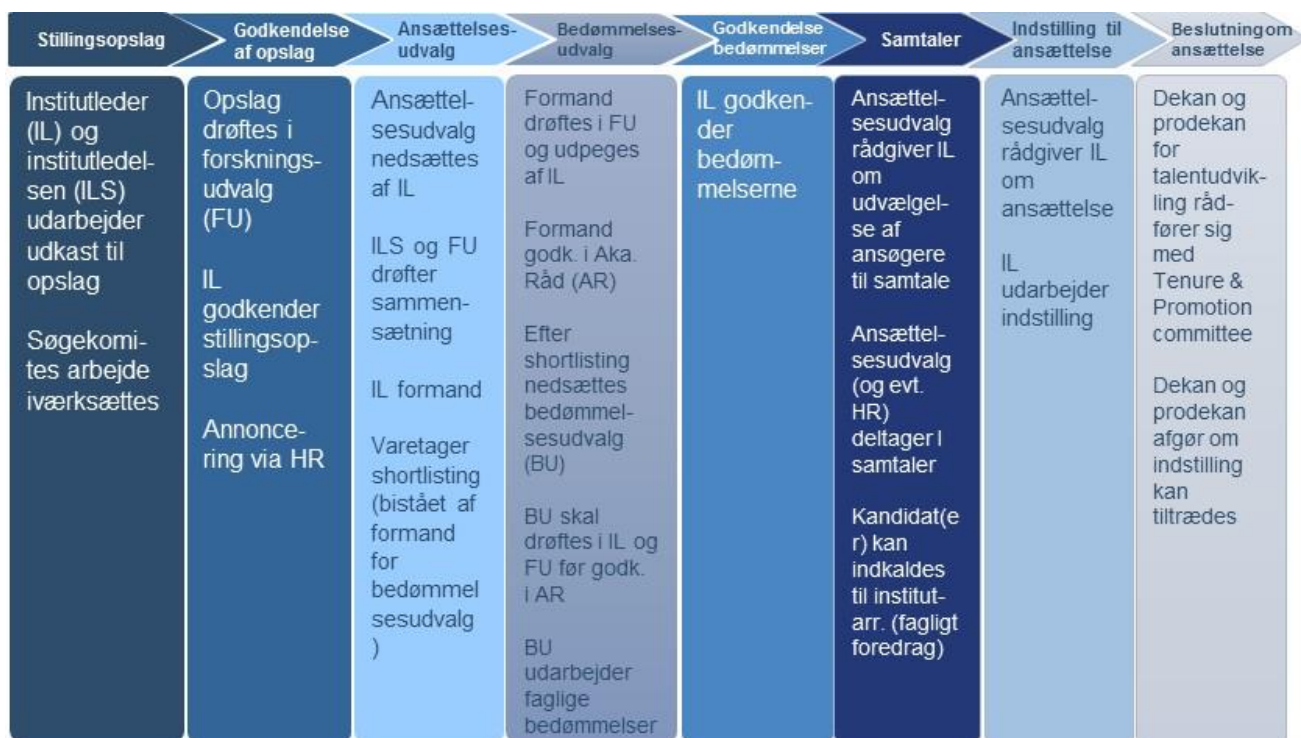 Stillingsopslag
Godkendelse
af opslag
Ansættelses-
udvalg
Bedømmelses-
udvalg
Godkendelse
bedømmelser
Samtaler
Indstilling til
ansættelse
Beslutningom
ansættelse
Institutleder
(IL) og
institutledel-
sen (ILS)
udarbejder
udkast til
opslag
Søgekomi-
tes arbejde
iværksættes
Opslag
drøftes i
forsknings-
udvalg
(FU)
IL
godkender
stillingsop-
slag
Annonce-
ring via HR
Ansættel-
sesudvalg
nedsættes
af IL
ILS og FU
drøfter
sammen-
sætning
IL formand
Varetager
shortlisting
(bistået af
formand
for
bedømmel
sesudvalg
)
Formand
drøftes i FU
og udpeges
af IL
Formand
godk. i Aka.
Råd (AR)
Efter
shortlisting
nedsættes
bedømmel-
sesudvalg
(BU)
BU skal
drøftes i IL og
FU før godk.
i AR
BU
udarbejder
faglige
bedømmelser
IL godken-
der
bedøm-
melserne
Ansættel-
sesudvalg
rådgiver IL
om
udvælgel-
se af
ansøgere
til samtale
Ansættel-
sesudvalg
(og evt.
HR)
deltager I
samtaler
Kandidat(e
r) kan
indkaldes
til institut-
arr. (fagligt
foredrag)
Ansættel-
sesudvalg
rådgiver IL
om
ansættelse
IL
udarbejder
indstilling
Dekan og
prodekan
for
talentudvik-
ling råd-
fører sig
med
Tenure &
Promotion
committee
Dekan og
prodekan
afgør om
indstilling
kan
tiltrædes